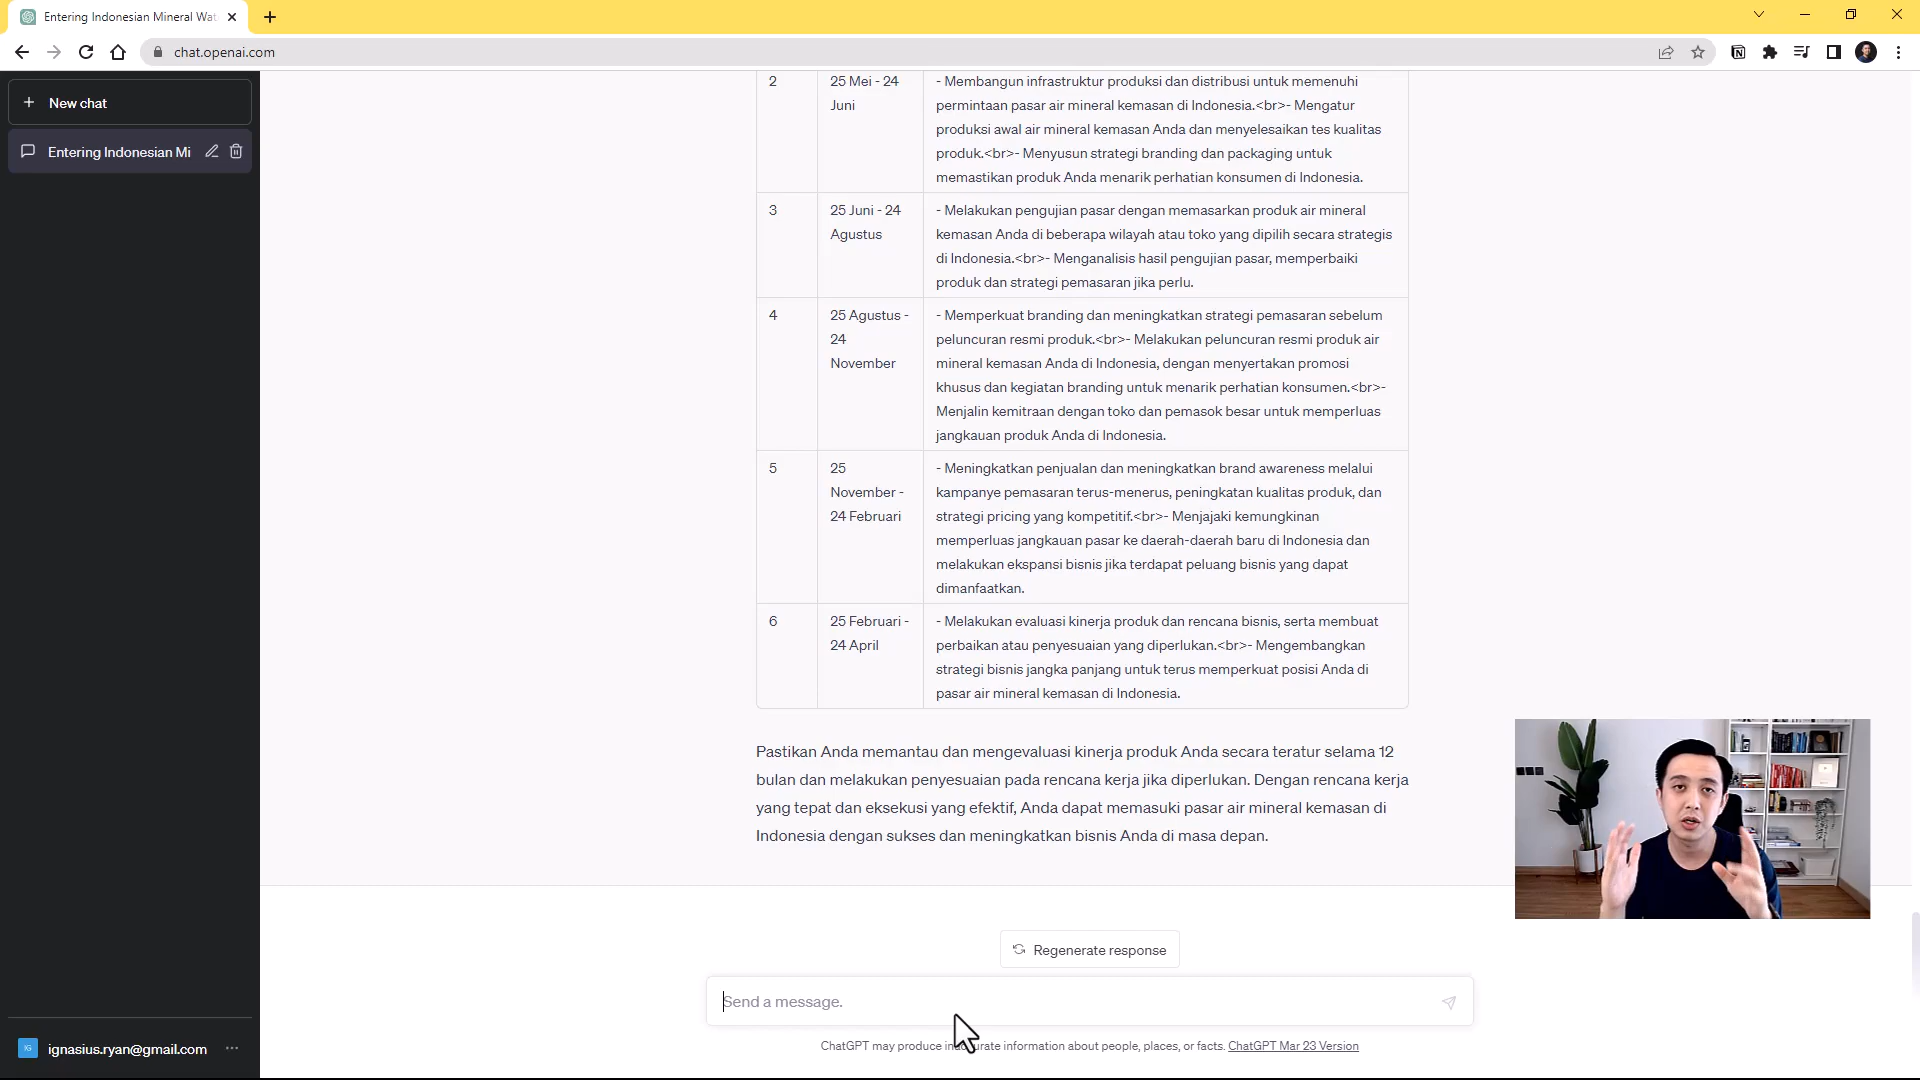 Entering Indonesian Mineral Wat
chat.openai.com
New chat
Entering Indonesian Mi
2
25 Mei - 24
Juni
- Membangun infrastruktur produksi dan distribusi untuk memenuhi
permintaan pasar air mineral kemasan di Indonesia.<br>- Mengatur
produksi awal air mineral kemasan Anda dan menyelesaikan tes kualitas
produk.<br>- Menyusun strategi branding dan packaging untuk
memastikan produk Anda menarik perhatian konsumen di Indonesia.
3
25 Juni - 24
Agustus
- Melakukan pengujian pasar dengan memasarkan produk air mineral
kemasan Anda di beberapa wilayah atau toko yang dipilih secara strategis
di Indonesia.<br>- Menganalisis hasil pengujian pasar, memperbaiki
produk dan strategi pemasaran jika perlu.
4
25 Agustus -
24
November
- Memperkuat branding dan meningkatkan strategi pemasaran sebelum
peluncuran resmi produk.<br>- Melakukan peluncuran resmi produk air
mineral kemasan Anda di Indonesia, dengan menyertakan promosi
khusus dan kegiatan branding untuk menarik perhatian konsumen.<br>-
Menjalin kemitraan dengan toko dan pemasok besar untuk memperluas
jangkauan produk Anda di Indonesia.
5
25
November -
24 Februari
- Meningkatkan penjualan dan meningkatkan brand awareness melalui
kampanye pemasaran terus-menerus, peningkatan kualitas produk, dan
strategi pricing yang kompetitif.<br>- Menjajaki kemungkinan
memperluas jangkauan pasar ke daerah-daerah baru di Indonesia dan
melakukan ekspansi bisnis jika terdapat peluang bisnis yang dapat
dimanfaatkan.
6
25 Februari -
24 April
- Melakukan evaluasi kinerja produk dan rencana bisnis, serta membuat
perbaikan atau penyesuaian yang diperlukan.<br>- Mengembangkan
strategi bisnis jangka panjang untuk terus memperkuat posisi Anda di
pasar air mineral kemasan di Indonesia.
Pastikan Anda memantau dan mengevaluasi kinerja produk Anda secara teratur selama 12
bulan dan melakukan penyesuaian pada rencana kerja jika diperlukan. Dengan rencana kerja
yang tepat dan eksekusi yang efektif, Anda dapat memasuki pasar air mineral kemasan di
Indonesia dengan sukses dan meningkatkan bisnis Anda di masa depan.
Regenerate response
Send a message.
ChatGPT may produce inaccurate information about people, places, or facts. ChatGPT Mar 23 Version
IG
ignasius.ryan@gmail.com